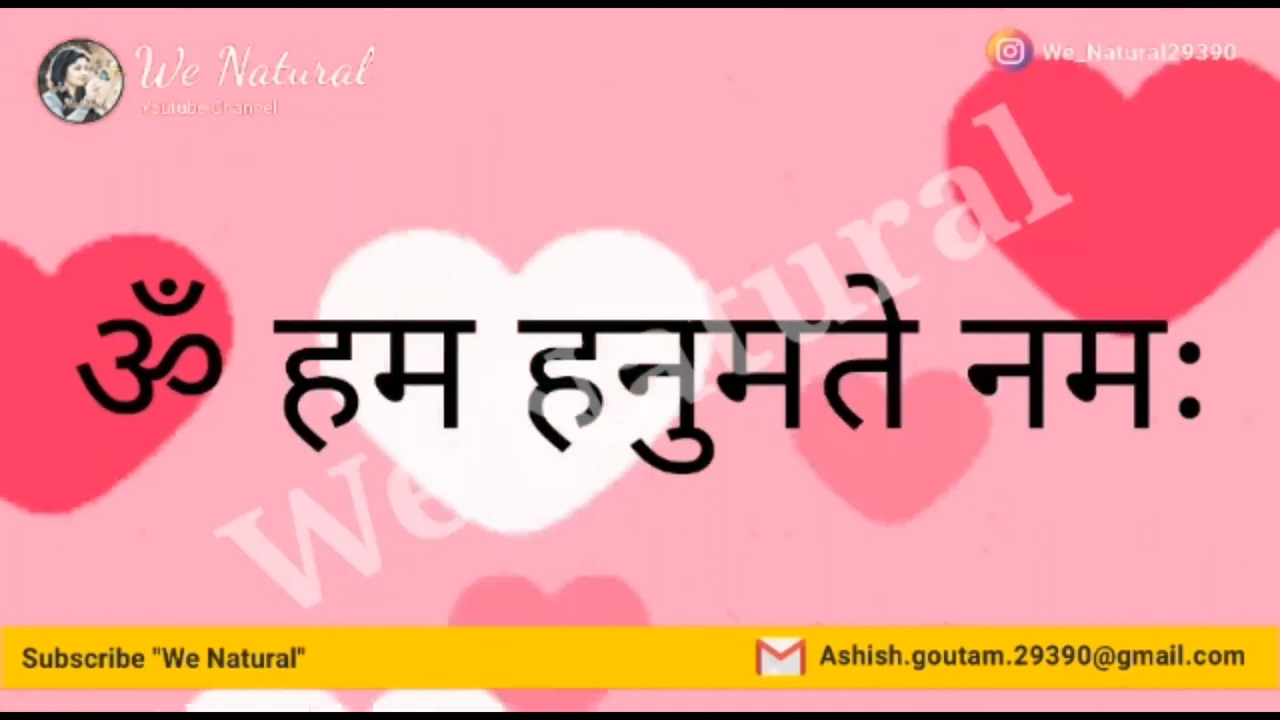 We Natural
Youtube Channel
We_Natural29390
ॐ हम हनुमते नमः
We Natural
Subscribe "We Natural"
Ashish.goutam.29390@gmail.com